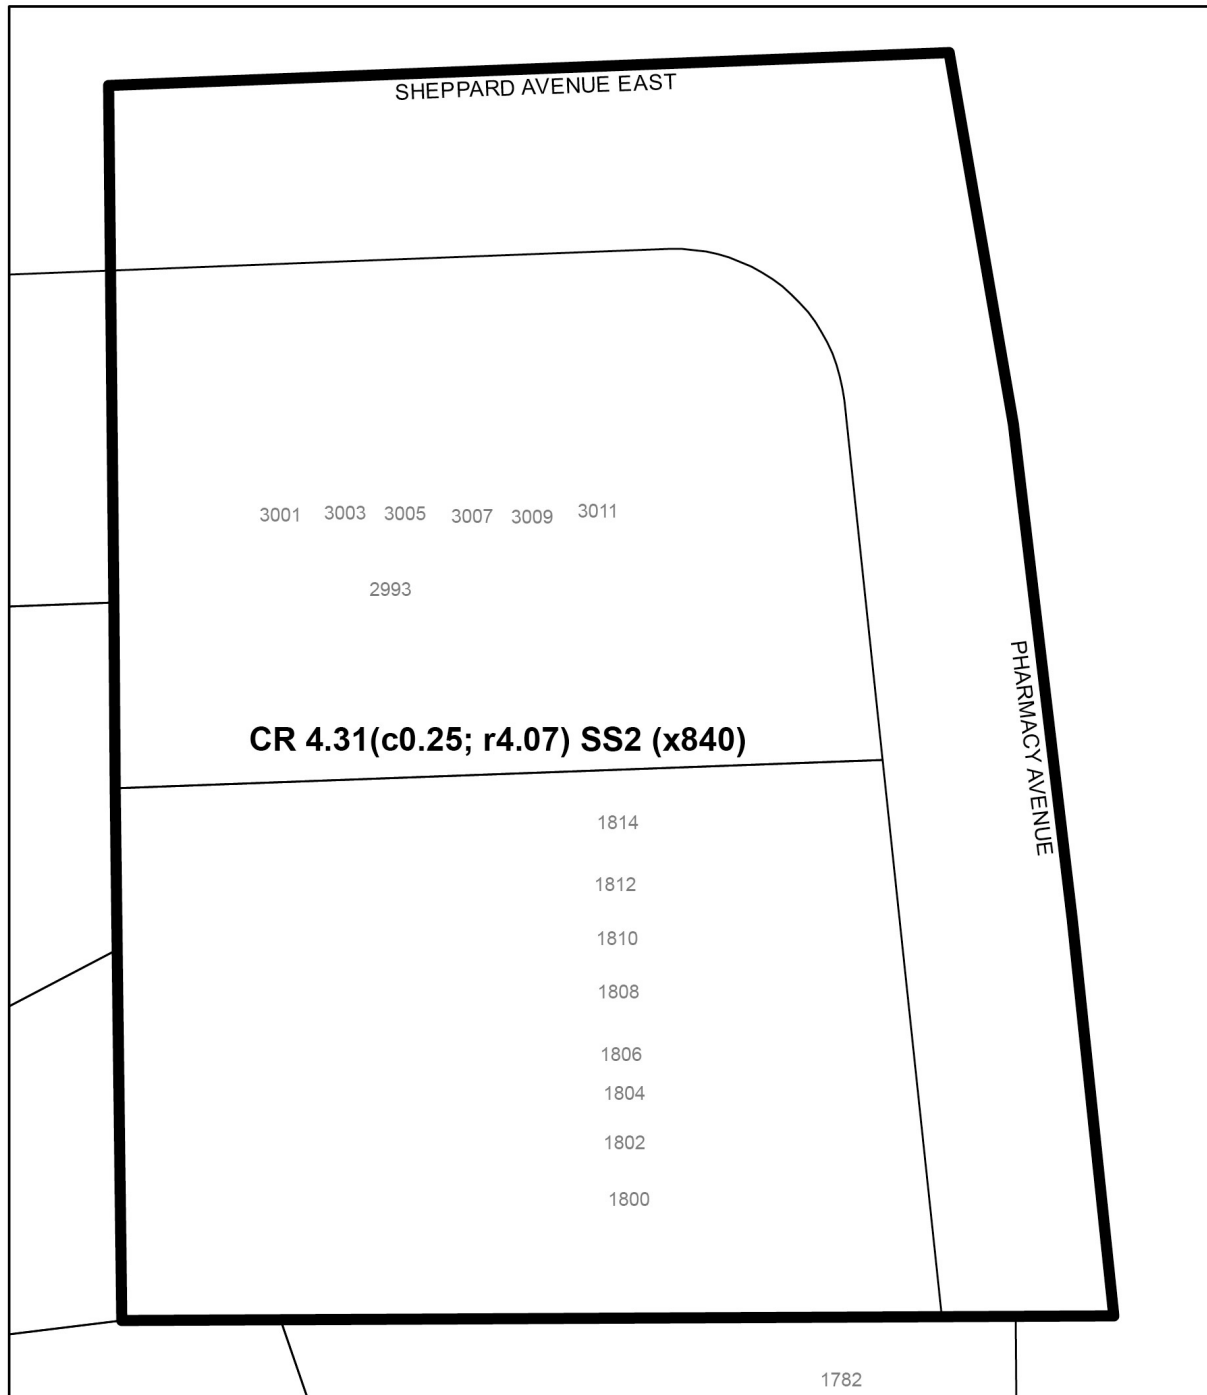 SHEPPARD AVENUE EAST
3001 3003 3005 3007 3009 3011
2993
PHARMACY AVENUE
CR 4.31(c0.25; r4.07) SS2 (x840)
1814
1812
1810
1808
1806
1804
1802
1800
1782